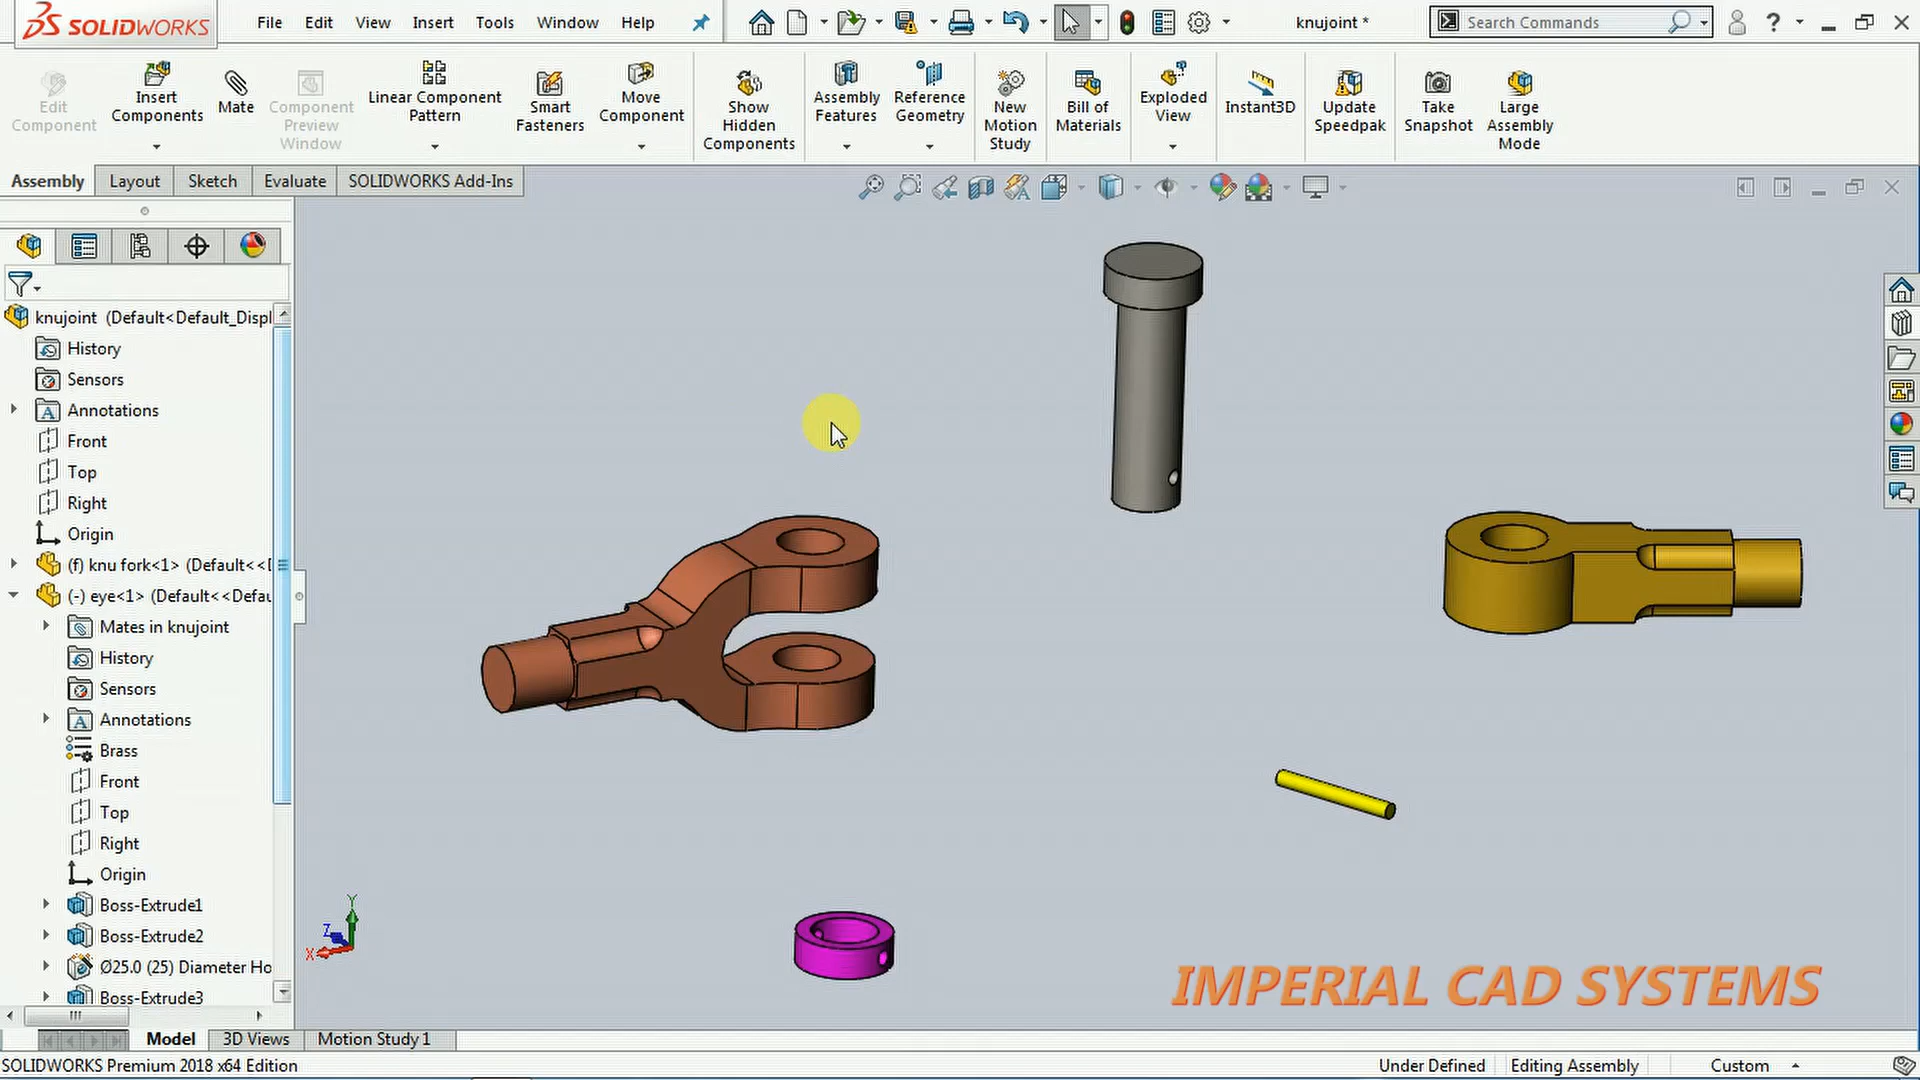 SOLIDWORKS
File Edit View Insert Tools Window Help
knujoint *
Search Commands
?
Edit Component
Insert Components
Mate
Component Preview Window
Linear Component Pattern
Smart Fasteners
Move Component
Show Hidden Components
Assembly Features
Reference Geometry
New Motion Study
Bill of Materials
Exploded View
Instant3D
Update Speedpak
Take Snapshot
Large Assembly Mode
Assembly Layout Sketch Evaluate SOLIDWORKS Add-Ins
knujoint (Default<Default_Displ
History
Sensors
Annotations
Front
Top
Right
Origin
(f) knu fork<1> (Default<<D
(-) eye<1> (Default<<Defau
Mates in knujoint
History
Sensors
Annotations
Brass
Front
Top
Right
Origin
Boss-Extrude1
Boss-Extrude2
Ø25.0 (25) Diameter Ho
Boss-Extrude3
Y
Z
X
IMPERIAL CAD SYSTEMS
Model 3D Views Motion Study 1
SOLIDWORKS Premium 2018 x64 Edition
Under Defined Editing Assembly Custom